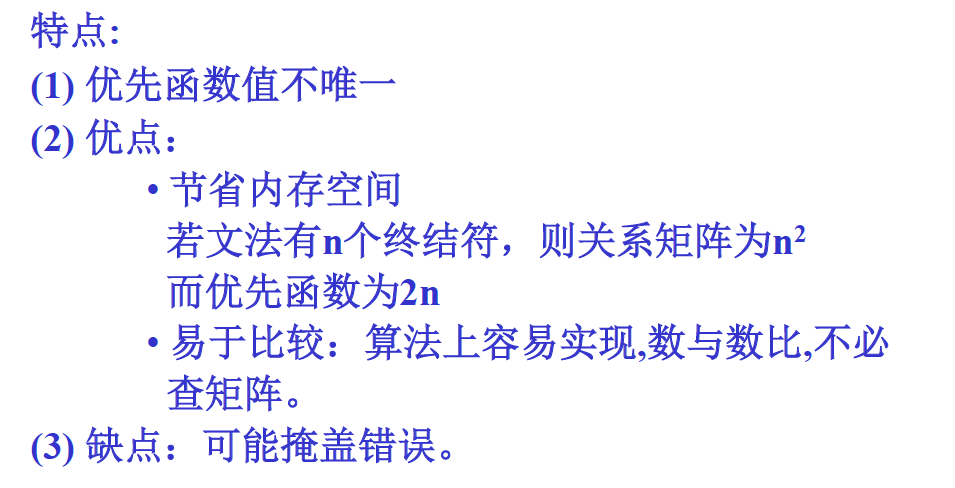 特点:
(1) 优先函数值不唯一
(2) 优点：
• 节省内存空间
若文法有n个终结符，则关系矩阵为n²
而优先函数为2n
• 易于比较：算法上容易实现,数与数比,不必
查矩阵。
(3) 缺点：可能掩盖错误。